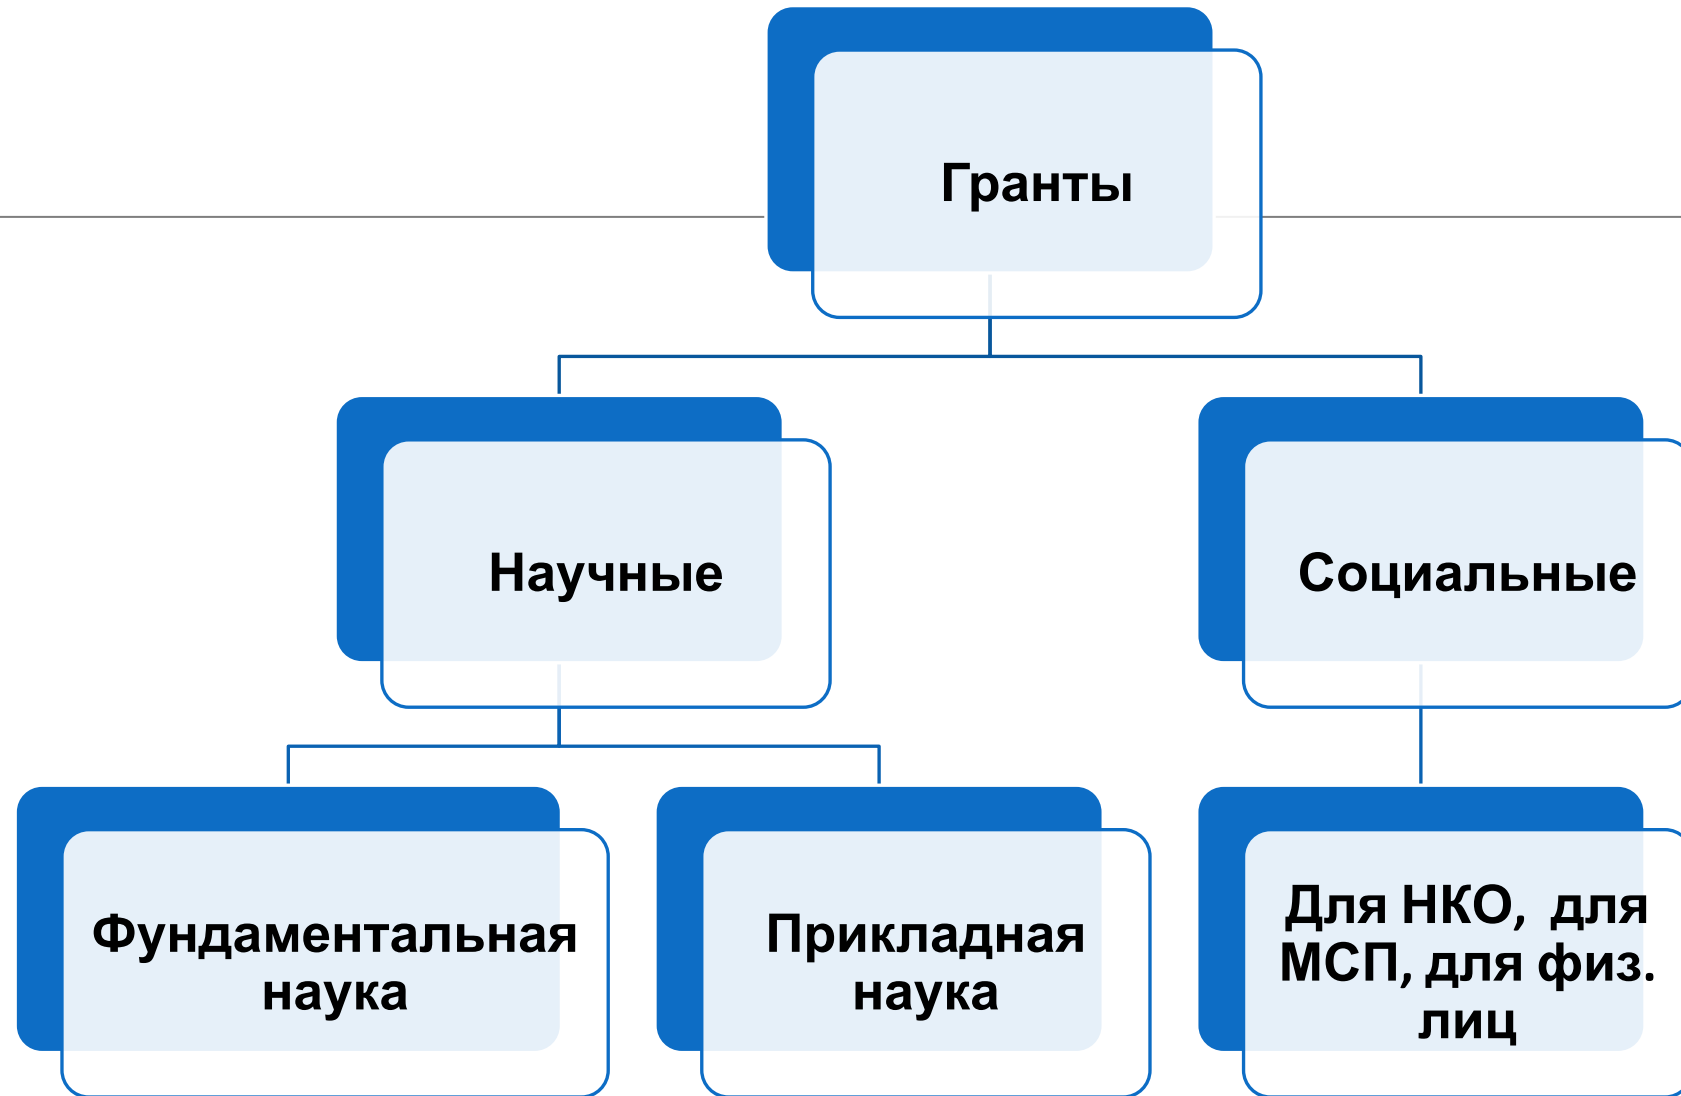 Гранты
Научные
Социальные
Фундаментальная
наука
Прикладная
наука
Для НКО,  для
МСП, для физ.
лиц